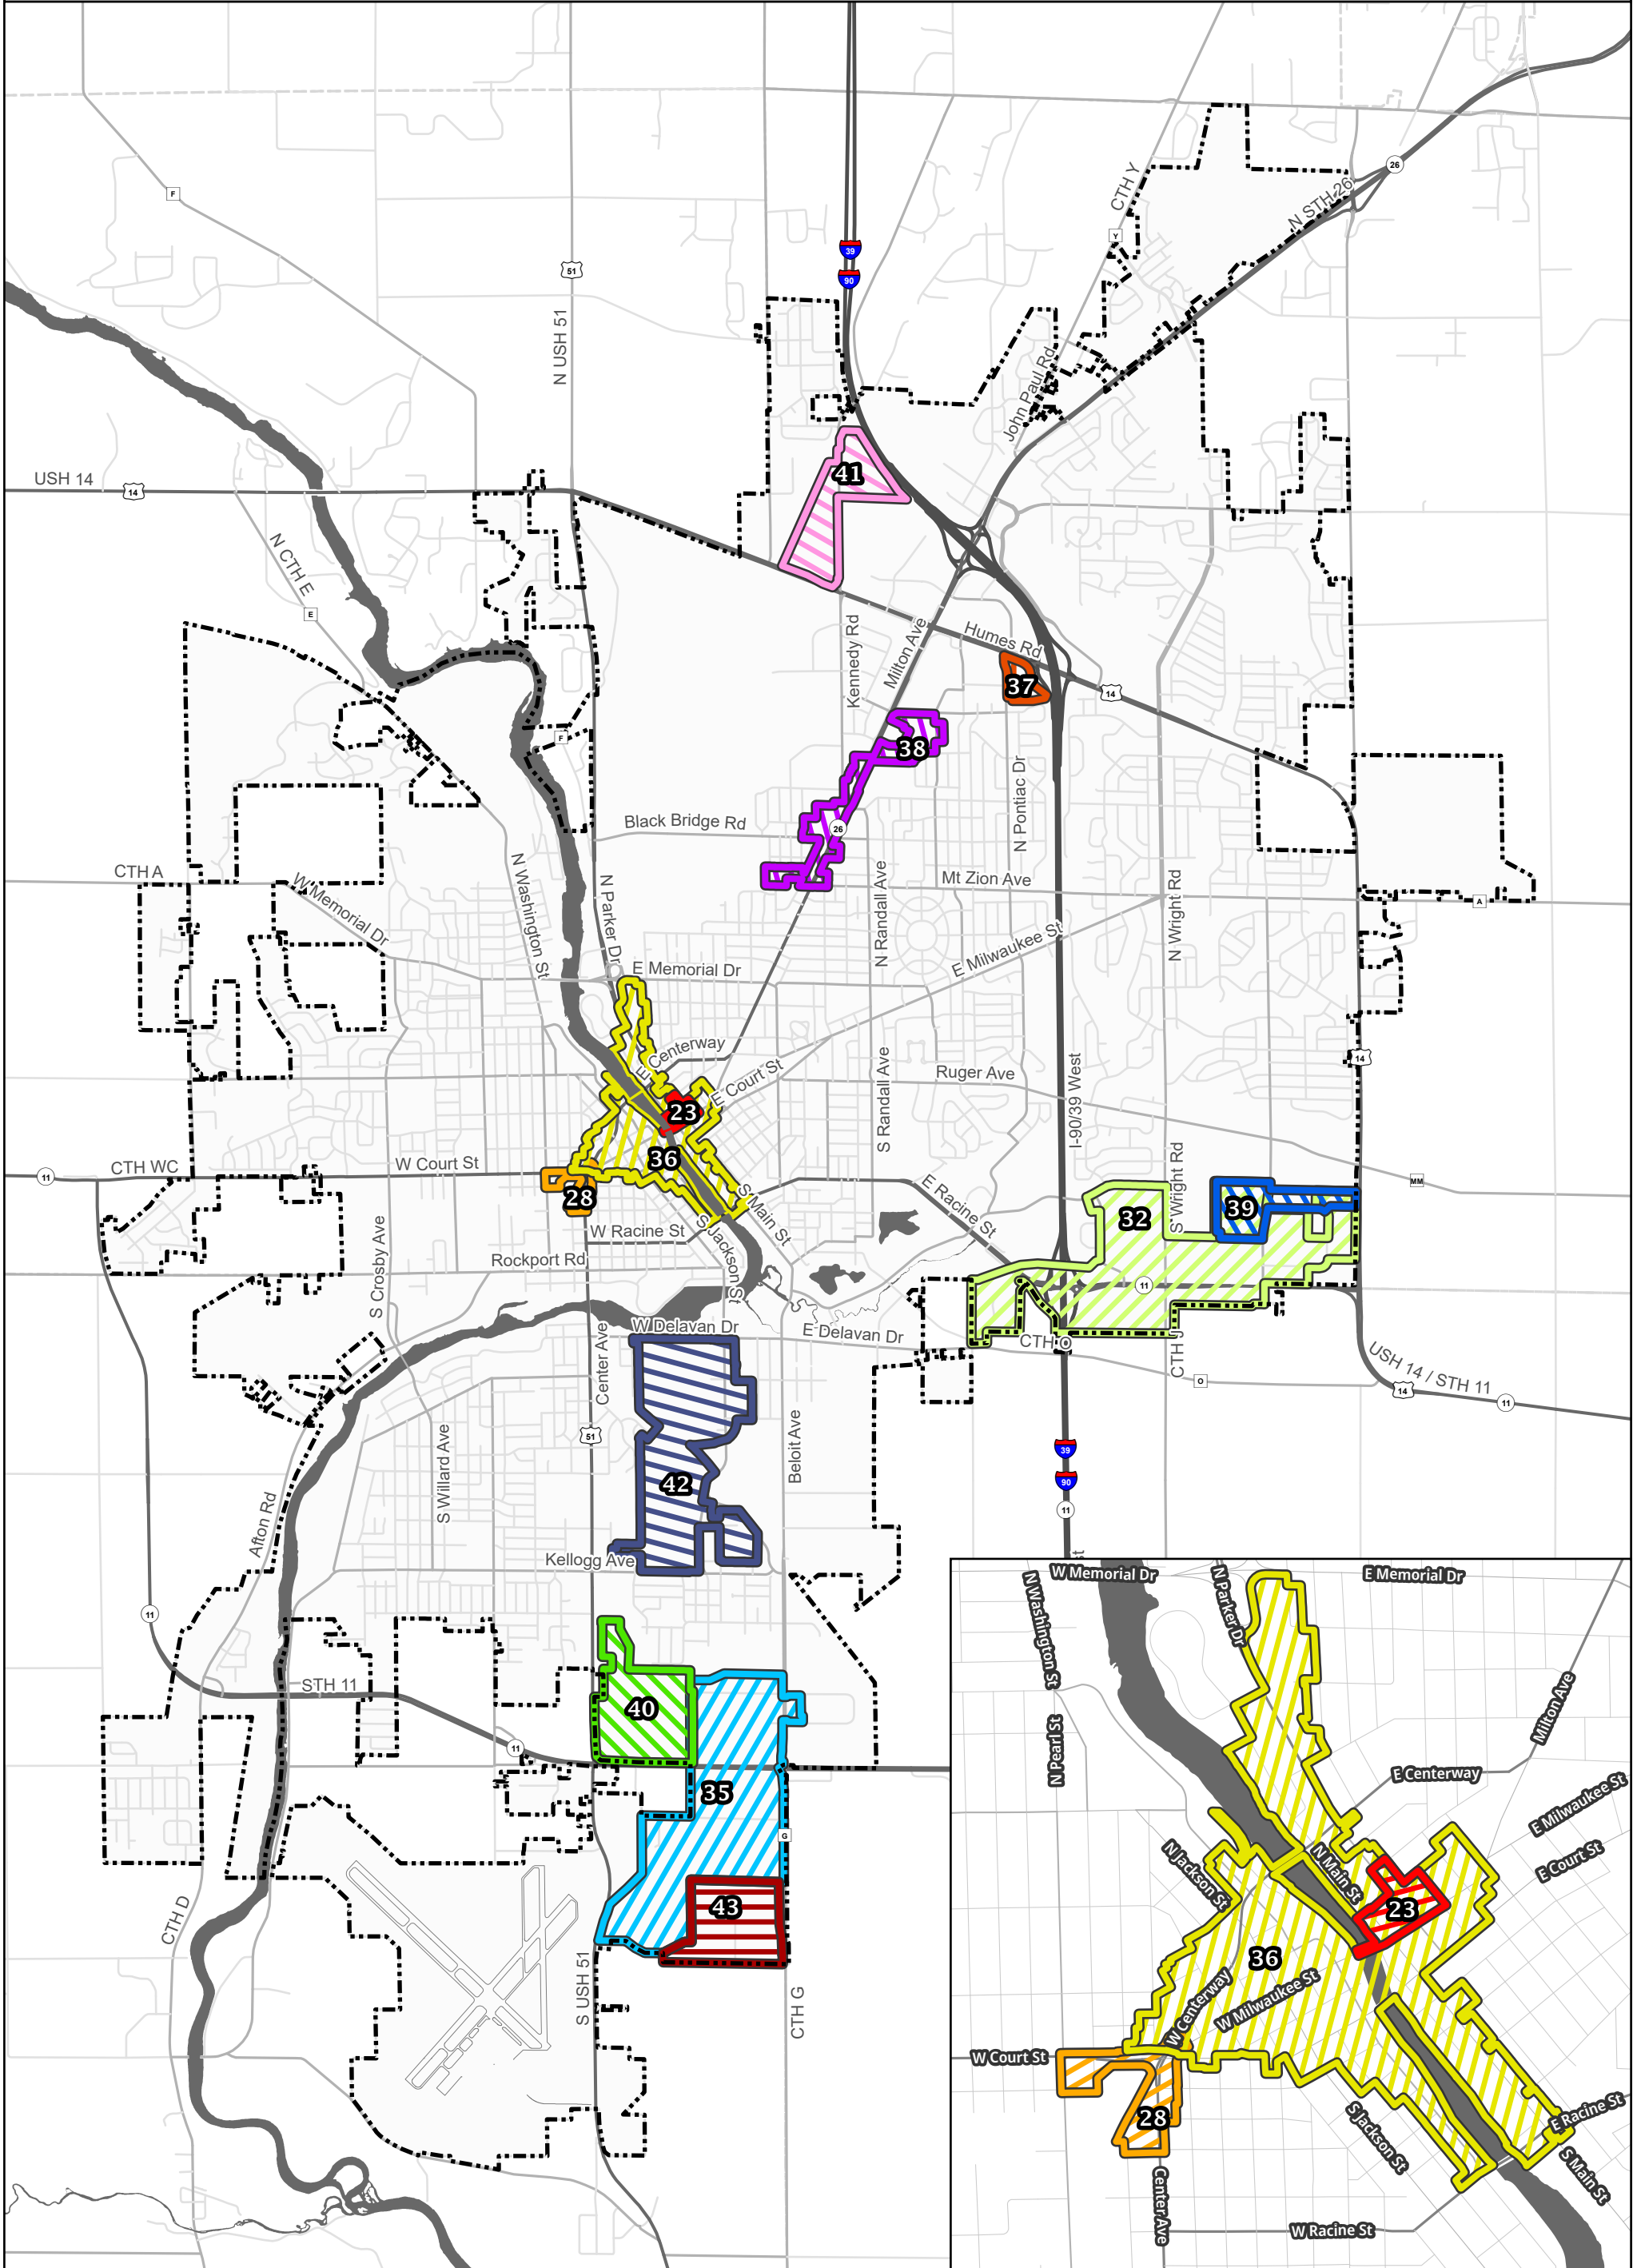 26
CTH Y
N STH 26
F
Y
39
90
51
N USH 51
John Paul Rd
41
USH 14
14
N CTH E
E
Kennedy Rd
Milton Ave
Humes Rd
37
14
38
F
N Pontiac Dr
Black Bridge Rd
26
CTH A
W Memorial Dr
N Washington St
N Parker Dr
N Randall Ave
Mt Zion Ave
N Wright Rd
A
E Milwaukee St
E Memorial Dr
E Centerway
E Court St
Ruger Ave
I-90/39 West
14
S Randall Ave
23
36
11
CTH WC
W Court St
28
S Main St
E Racine St
32
S Wright Rd
39
MM
W Racine St
S Jackson St
Rockport Rd
S Crosby Ave
11
W Delavan Dr
E Delavan Dr
CTH O
CTH J
O
USH 14 / STH 11
14
11
Center Ave
51
Beloit Ave
39
90
11
S Willard Ave
42
Afton Rd
Kellogg Ave
st
11
STH 11
40
11
35
G
43
CTH D
S USH 51
CTH G
W Memorial Dr
E Memorial Dr
N Washington St
N Parker Dr
N Pearl St
Milton Ave
E Centerway
E Milwaukee St
E Court St
N Jackson St
N Main St
23
36
W Centerway
W Milwaukee St
W Court St
28
S Jackson St
E Racine St
S Main St
Center Ave
W Racine St